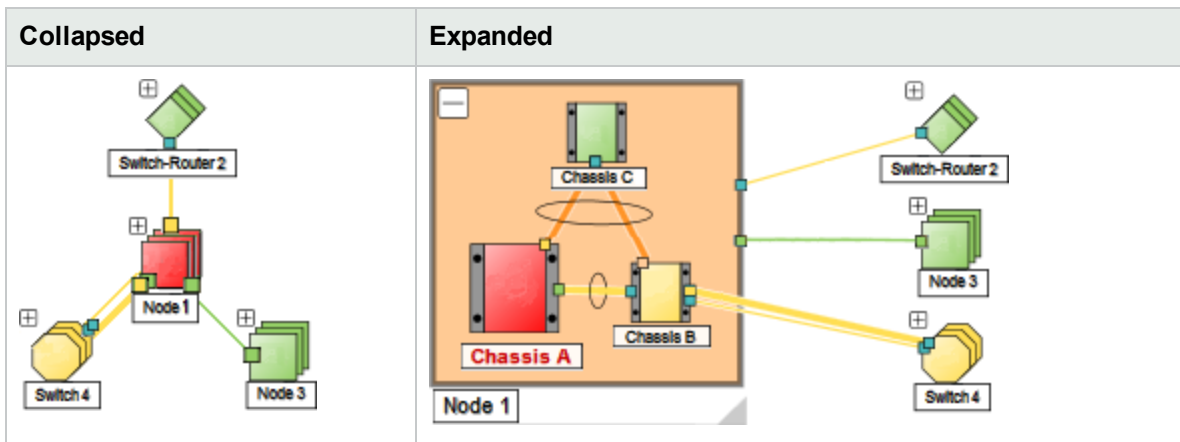 Collapsed
Expanded
Switch-Router 2
Node 1
Switch 4
Node 3
Chassis C
Chassis A
Chassis B
Node 1
Switch-Router 2
Node 3
Switch 4